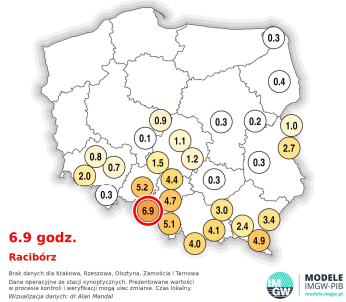 0.3
0.4
0.9
0.3
0.2
1.0
0.1
1.1
2.7
0.8
0.7
1.5
1.2
0.3
2.0
5.2
4.4
0.3
0.3
6.9
4.7
3.0
5.1
4.1
2.4
3.4
4.0
4.9
6.9 godz.
Racibórz
Brak danych dla Krakowa, Rzeszowa, Olsztyna, Zamościa i Tarnowa
Dane operacyjne ze stacji synoptycznych. Prezentowane wartości
w procesie kontroli i weryfikacji mogą ulec zmianie. Czas lokalny.
Wizualizacja danych: dr Alan Mandal
IM
GW
MODELE
IMGW-PIB
modele.imgw.pl